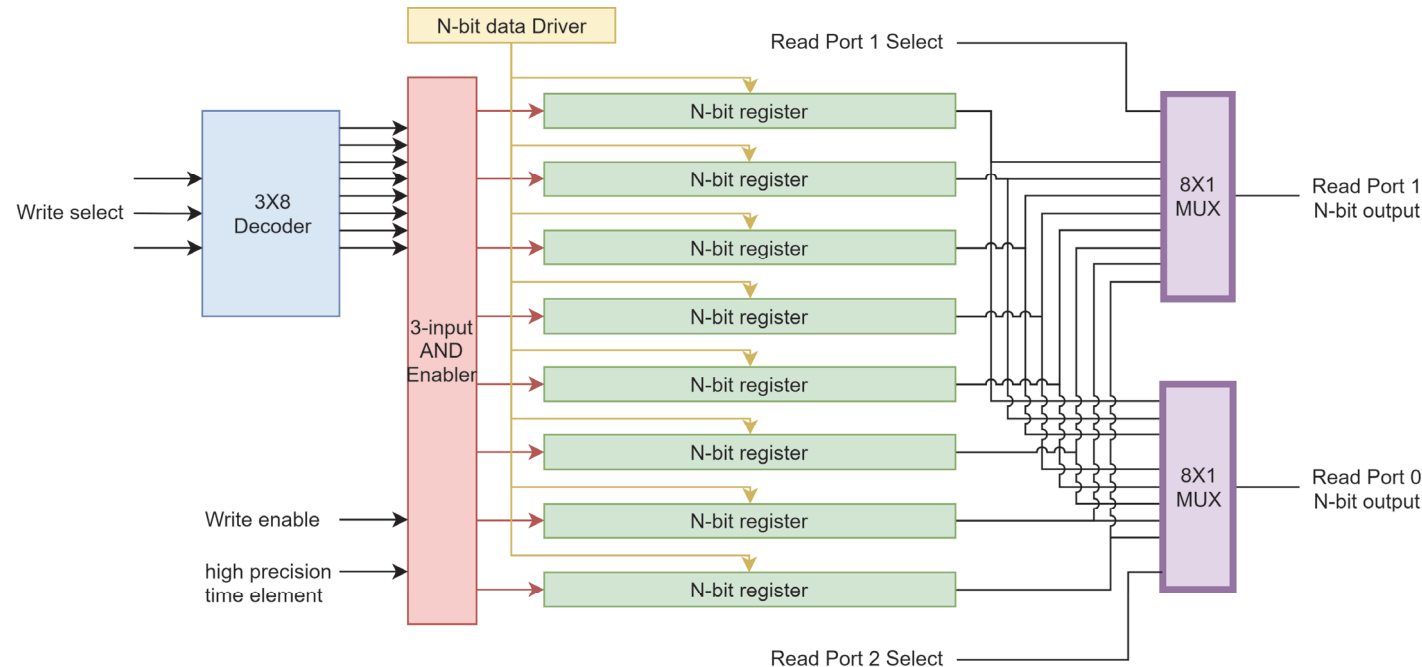 N-bit data Driver
Read Port 1 Select
3X8
Decoder
Write select
3-input
AND
Enabler
N-bit register
N-bit register
N-bit register
N-bit register
N-bit register
N-bit register
N-bit register
N-bit register
8X1
MUX
Read Port 1
N-bit output
8X1
MUX
Read Port 0
N-bit output
Write enable
high precision
time element
Read Port 2 Select